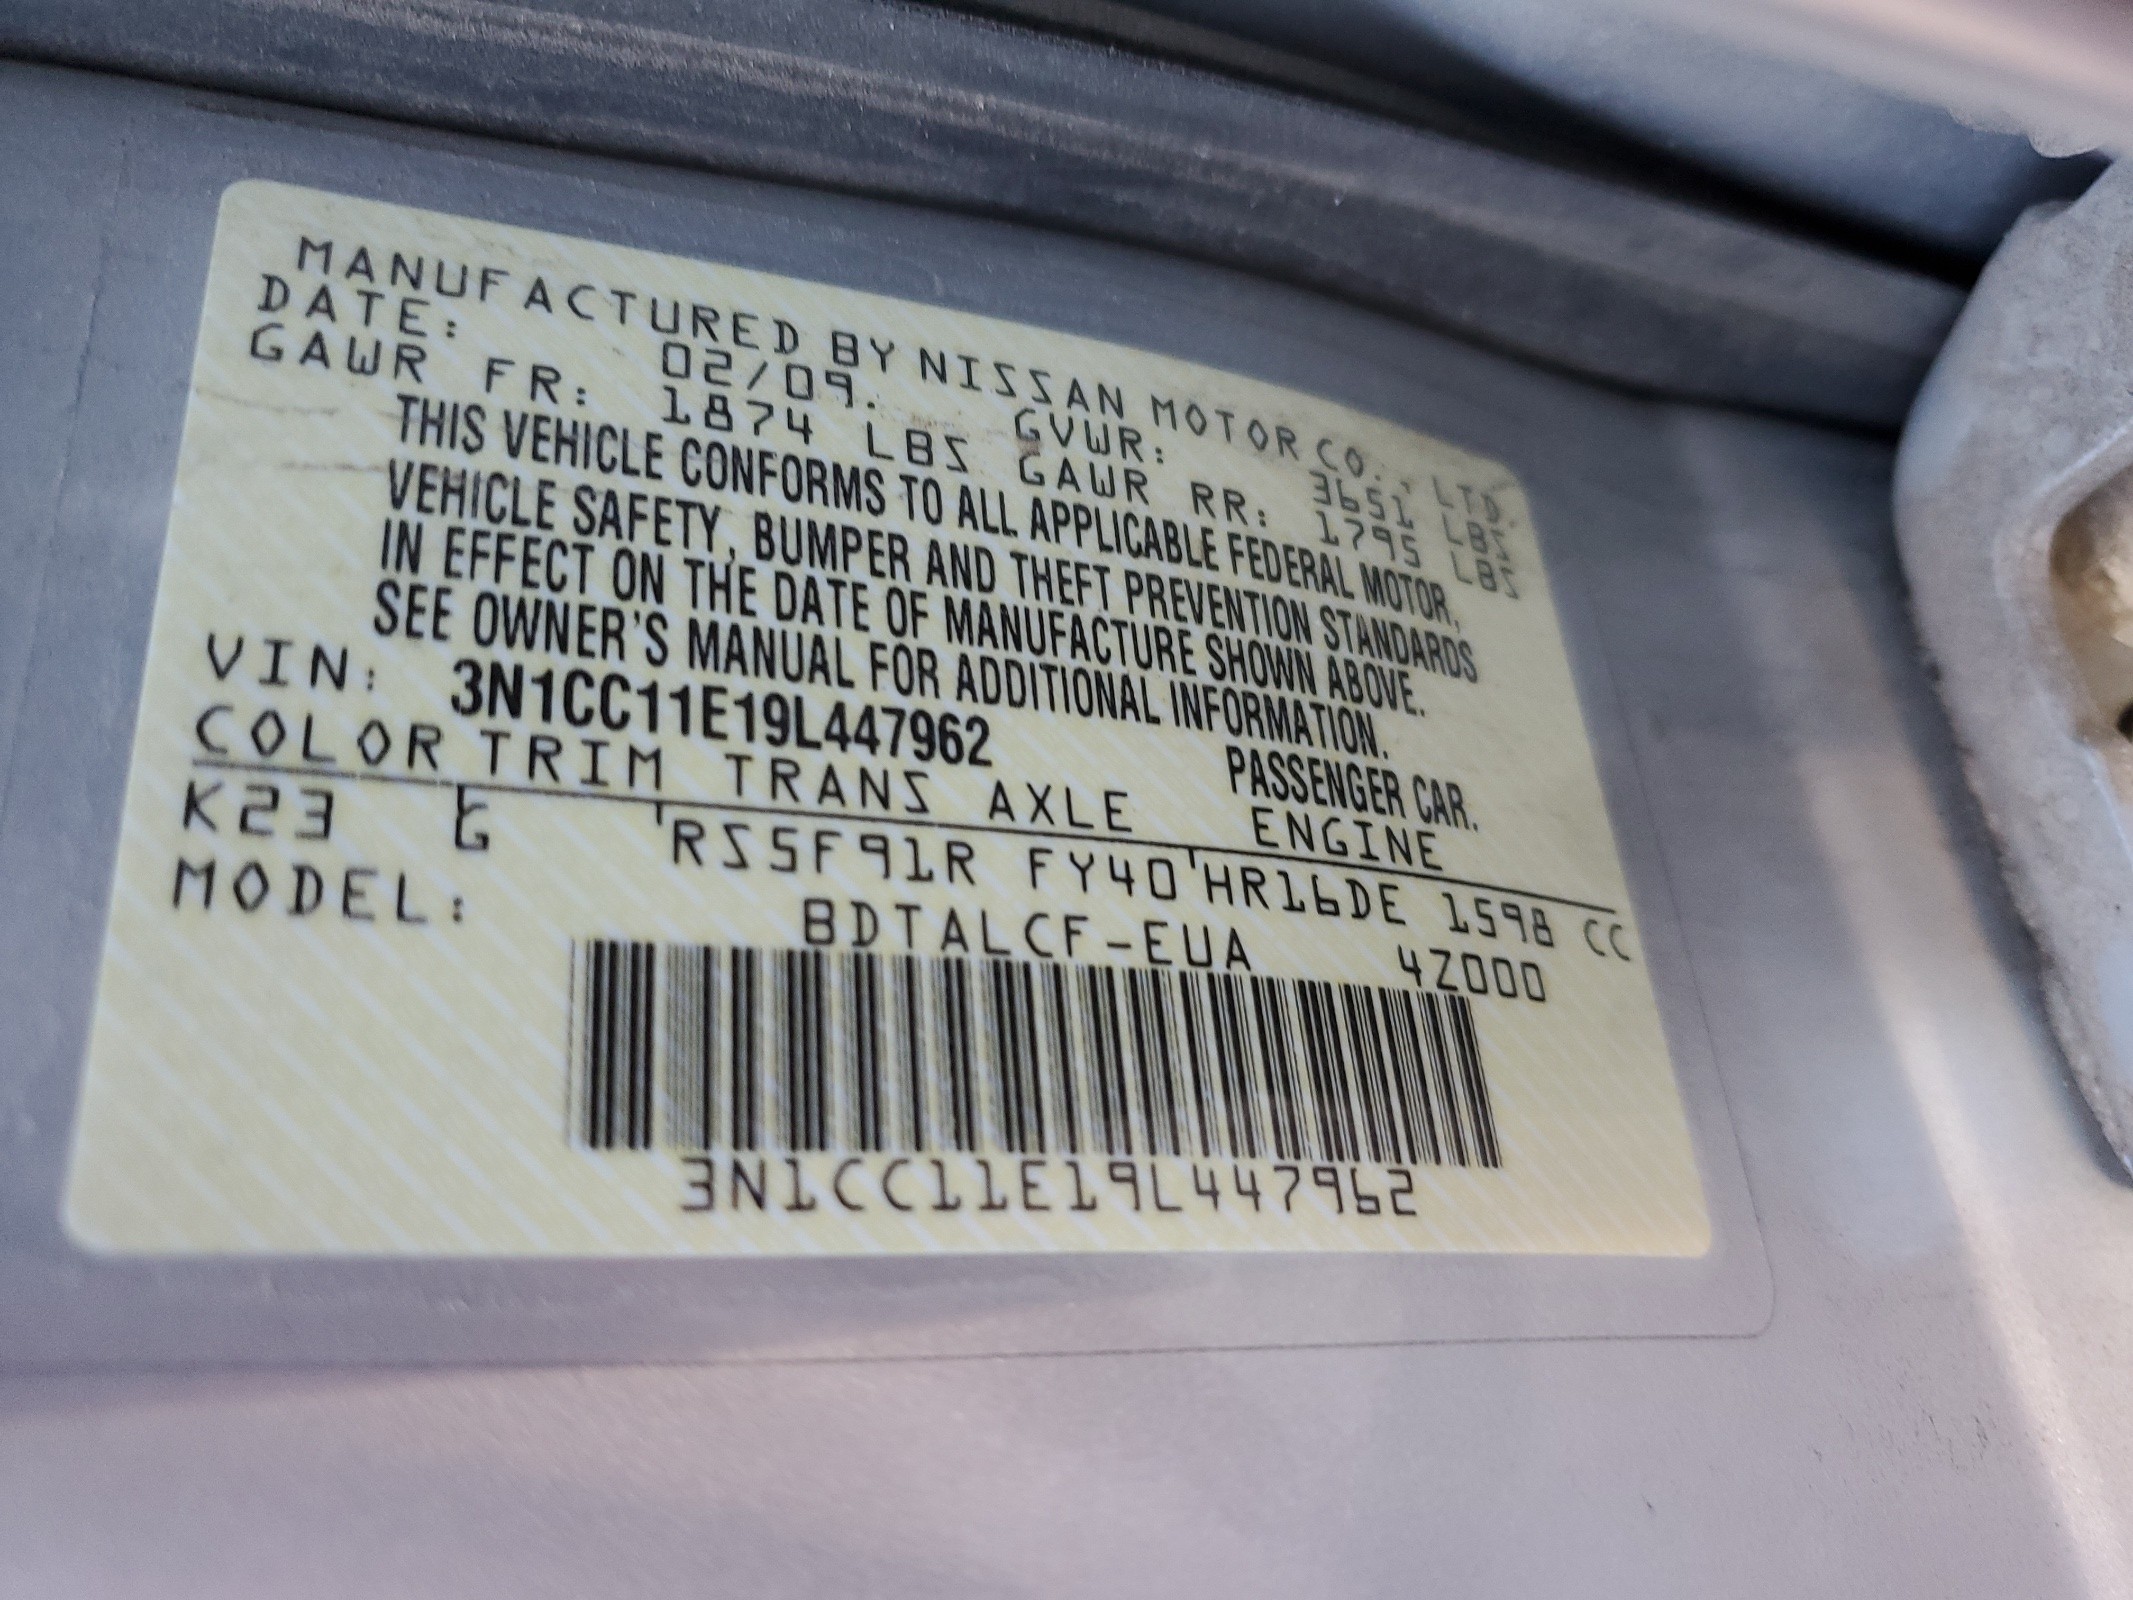 MANUFACTURED BY NISSAN MOTOR CO., LTD.
DATE: 02/09. GVWR: 3651 LBS
GAWR FR: 1874 LBS GAWR RR: 1795 LBS
THIS VEHICLE CONFORMS TO ALL APPLICABLE FEDERAL MOTOR,
VEHICLE SAFETY, BUMPER AND THEFT PREVENTION STANDARDS
IN EFFECT ON THE DATE OF MANUFACTURE SHOWN ABOVE.
SEE OWNER'S MANUAL FOR ADDITIONAL INFORMATION.
VIN: 3N1CC11E19L447962 PASSENGER CAR.
COLOR TRIM TRANS AXLE ENGINE
K23 G RS5F91R FY40 HR16DE 1598 CC
MODEL: BDTALCF-EUA 4Z000
3N1CC11E19L447962